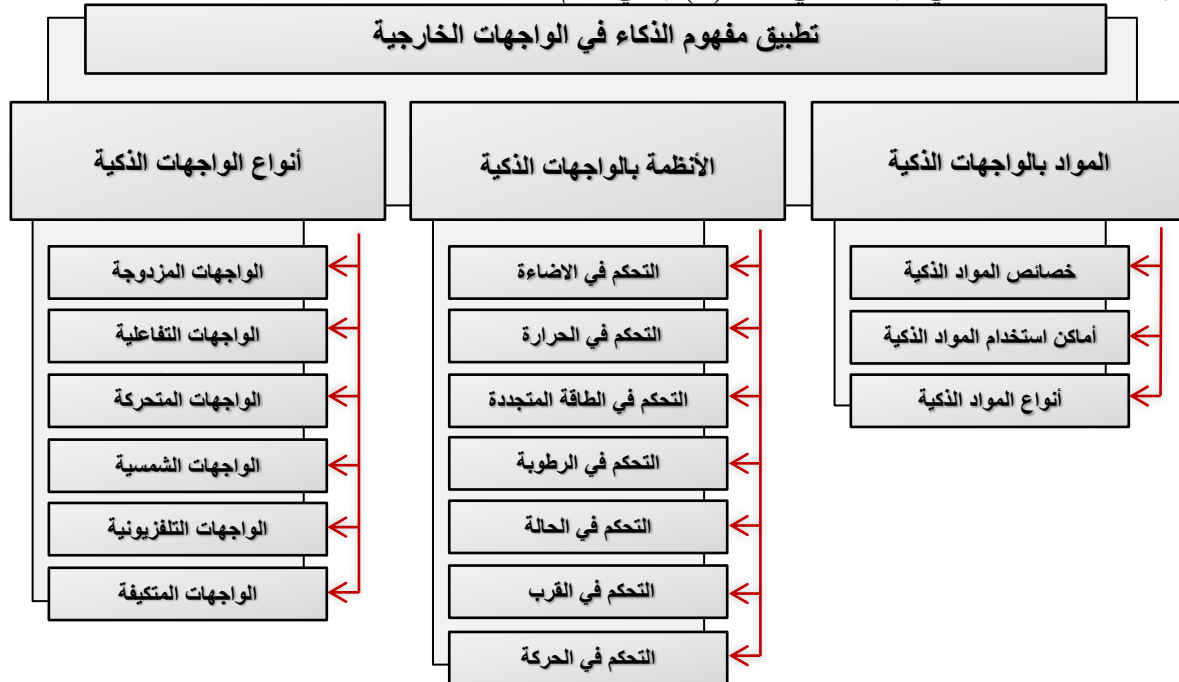 تطبيق مفهوم الذكاء في الواجهات الخارجية
المواد بالواجهات الذكية
خصائص المواد الذكية
أماكن استخدام المواد الذكية
أنواع المواد الذكية
الأنظمة بالواجهات الذكية
التحكم في الاضاءة
التحكم في الحرارة
التحكم في الطاقة المتجددة
التحكم في الرطوبة
التحكم في الحالة
التحكم في القرب
التحكم في الحركة
أنواع الواجهات الذكية
الواجهات المزدوجة
الواجهات التفاعلية
الواجهات المتحركة
الواجهات الشمسية
الواجهات التلفزيونية
الواجهات المتكيفة